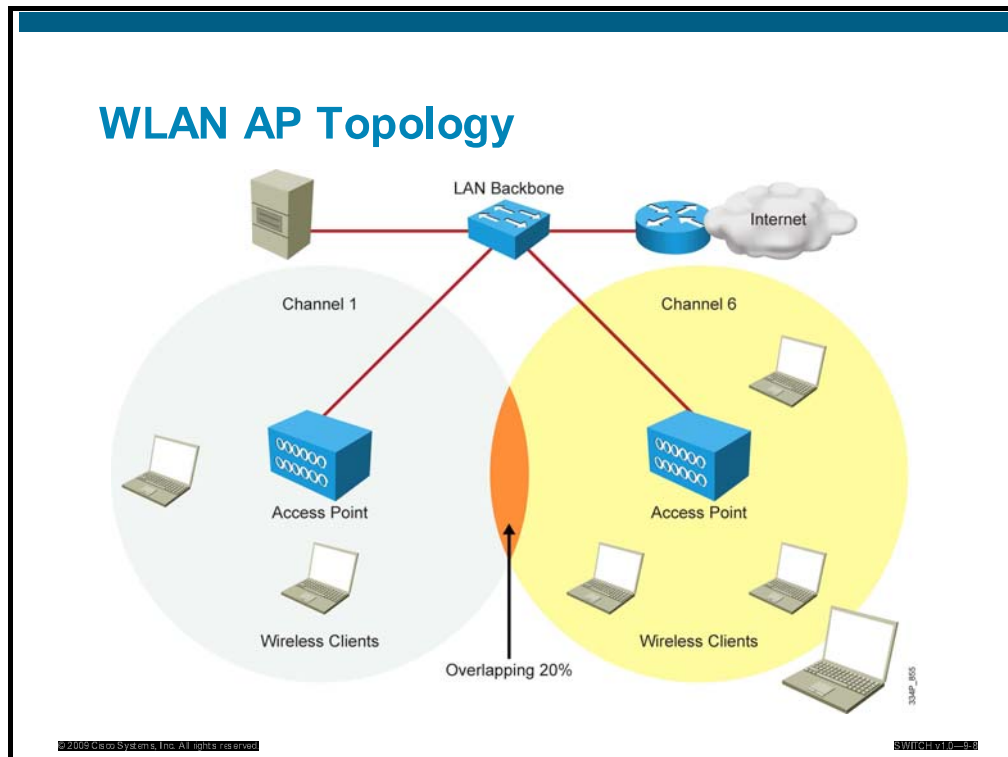 WLAN AP Topology
LAN Backbone
Internet
Channel 1
Channel 6
Access Point
Access Point
Wireless Clients
Wireless Clients
Overlapping 20%
334P_855
© 2009 Cisco Systems, Inc. All rights reserved.
SWITCH v1.0—9-8